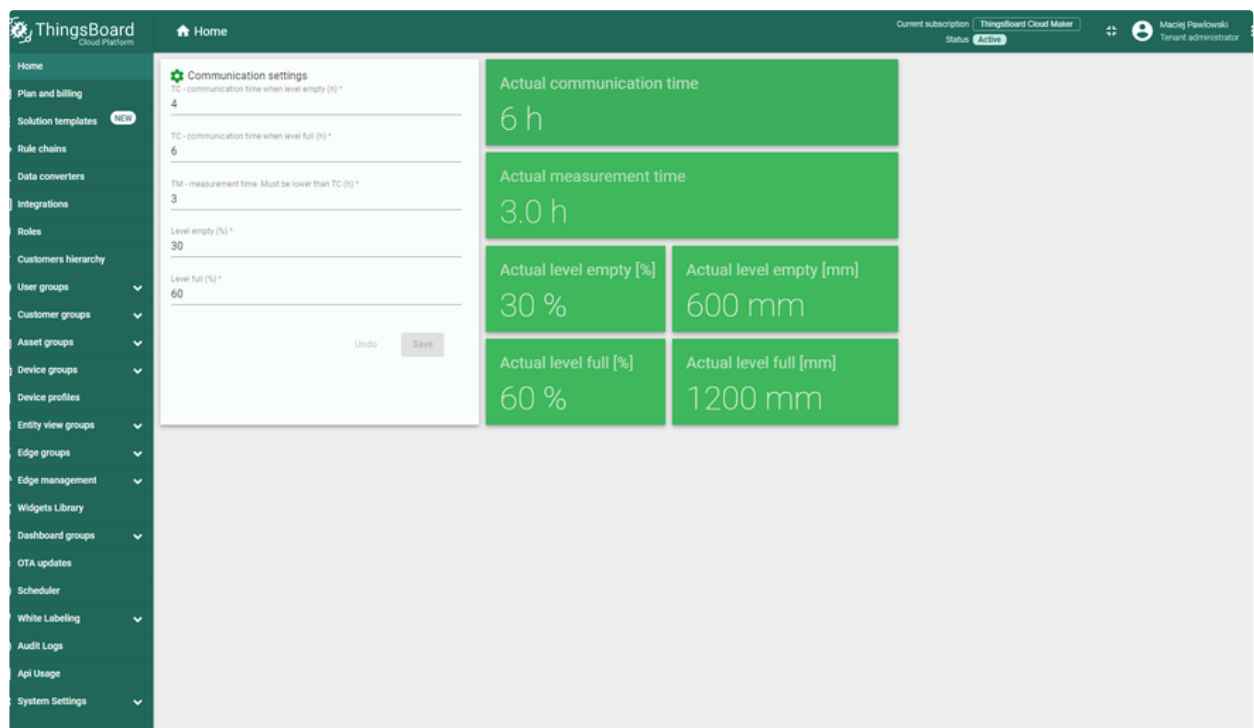 ThingsBoard
Cloud Platform
Home
Current subscription ThingsBoard Cloud Maker
Status Active
Maciej Pawlowski
Tenant administrator
Home
Plan and billing
Solution templates NEW
Rule chains
Data converters
Integrations
Roles
Customers hierarchy
User groups
Customer groups
Asset groups
Device groups
Device profiles
Entity view groups
Edge groups
Edge management
Widgets Library
Dashboard groups
OTA updates
Scheduler
White Labeling
Audit Logs
Api Usage
System Settings
Communication settings
TC - communication time when level empty (h) *
4
TC - communication time when level full (h) *
6
TM - measurement time. Must be lower than TC (h) *
3
Level empty (%) *
30
Level full (%) *
60
Undo Save
Actual communication time
6 h
Actual measurement time
3.0 h
Actual level empty [%]
30 %
Actual level empty [mm]
600 mm
Actual level full [%]
60 %
Actual level full [mm]
1200 mm